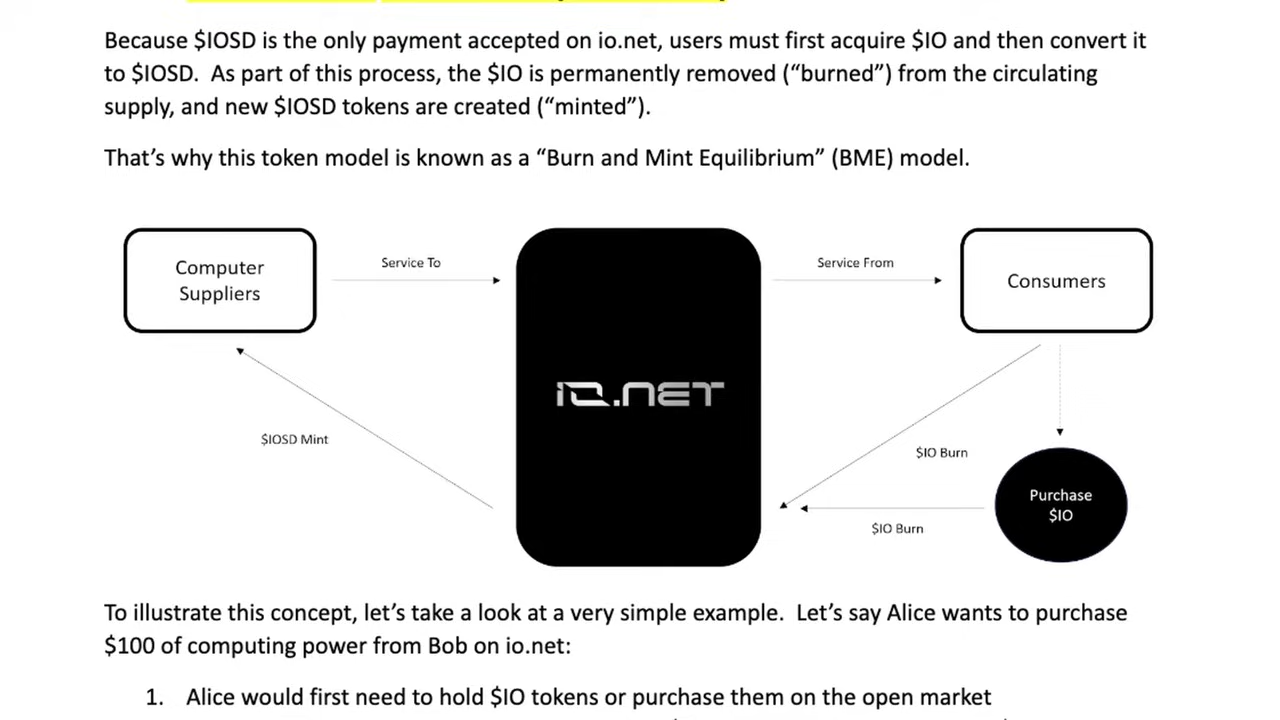 Because $IOSD is the only payment accepted on io.net, users must first acquire $IO and then convert it
to $IOSD.  As part of this process, the $IO is permanently removed (“burned”) from the circulating
supply, and new $IOSD tokens are created (“minted”).
That’s why this token model is known as a “Burn and Mint Equilibrium” (BME) model.
Computer
Suppliers
Service To
Service From
Consumers
io.net
$IOSD Mint
$IO Burn
Purchase
$IO
$IO Burn
To illustrate this concept, let’s take a look at a very simple example.  Let’s say Alice wants to purchase
$100 of computing power from Bob on io.net:
1.   Alice would first need to hold $IO tokens or purchase them on the open market